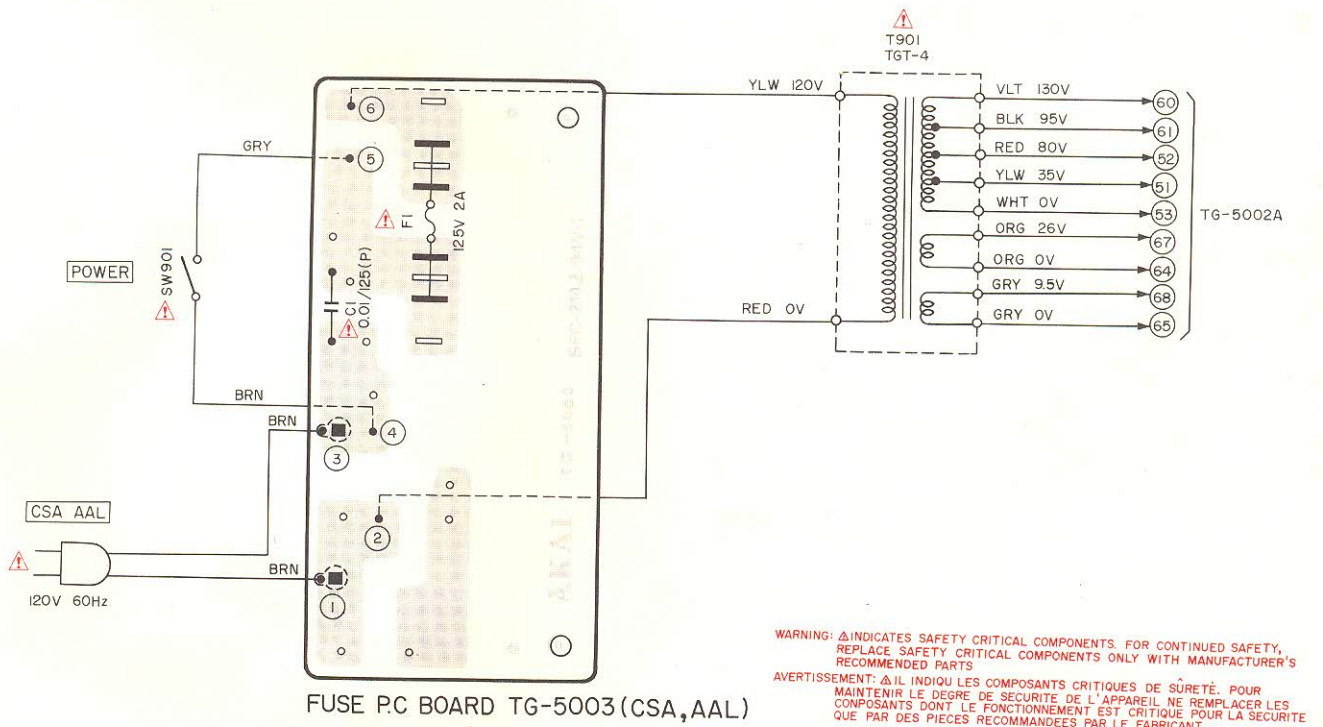 T901
TGT-4
YLW 120V
VLT 130V
60
BLK 95V
61
RED 80V
52
YLW 35V
51
WHT 0V
53
ORG 26V
67
ORG 0V
64
GRY 9.5V
68
GRY 0V
65
TG-5002A
RED 0V
6
GRY
5
F1
125V 2A
POWER
SW901
C1
0.01/125(P)
BRN
BRN
4
3
CSA AAL
2
BRN
1
120V 60Hz
AKAI
FUSE P.C BOARD TG-5003(CSA,AAL)
WARNING: ⚠INDICATES SAFETY CRITICAL COMPONENTS. FOR CONTINUED SAFETY,
REPLACE SAFETY CRITICAL COMPONENTS ONLY WITH MANUFACTURER'S
RECOMMENDED PARTS
AVERTISSEMENT: ⚠IL INDIQU LES COMPOSANTS CRITIQUES DE SÛRETÉ. POUR
MAINTENIR LE DEGRE DE SECURITE DE L'APPAREIL NE REMPLACER LES
CONPOSANTS DONT LE FONCTIONNEMENT EST CRITIQUE POUR LA SECURITE
QUE PAR DES PIECES RECOMMANDEES PAR LE FABRICANT